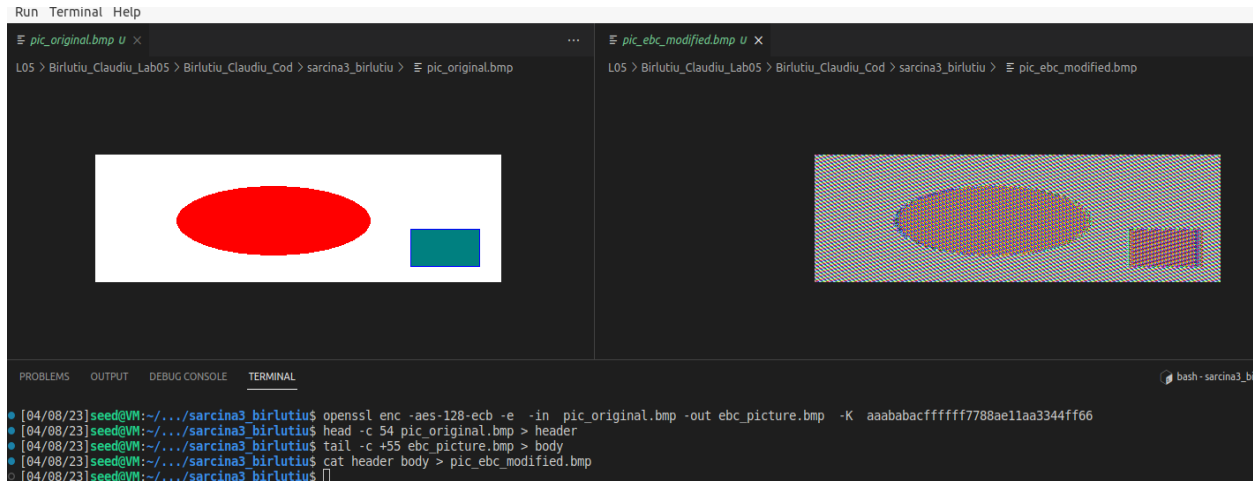 Run Terminal Help
pic_original.bmp U × ···
pic_ebc_modified.bmp U ×
L05 > Birlutiu_Claudiu_Lab05 > Birlutiu_Claudiu_Cod > sarcina3_birlutiu > pic_original.bmp
L05 > Birlutiu_Claudiu_Lab05 > Birlutiu_Claudiu_Cod > sarcina3_birlutiu > pic_ebc_modified.bmp
PROBLEMS OUTPUT DEBUG CONSOLE TERMINAL
bash - sarcina3_bi
[04/08/23]seed@VM:~/.../sarcina3_birlutiu$ openssl enc -aes-128-ecb -e -in pic_original.bmp -out ebc_picture.bmp -K aaababacffffff7788ae11aa3344ff66
[04/08/23]seed@VM:~/.../sarcina3_birlutiu$ head -c 54 pic_original.bmp > header
[04/08/23]seed@VM:~/.../sarcina3_birlutiu$ tail -c +55 ebc_picture.bmp > body
[04/08/23]seed@VM:~/.../sarcina3_birlutiu$ cat header body > pic_ebc_modified.bmp
[04/08/23]seed@VM:~/.../sarcina3_birlutiu$